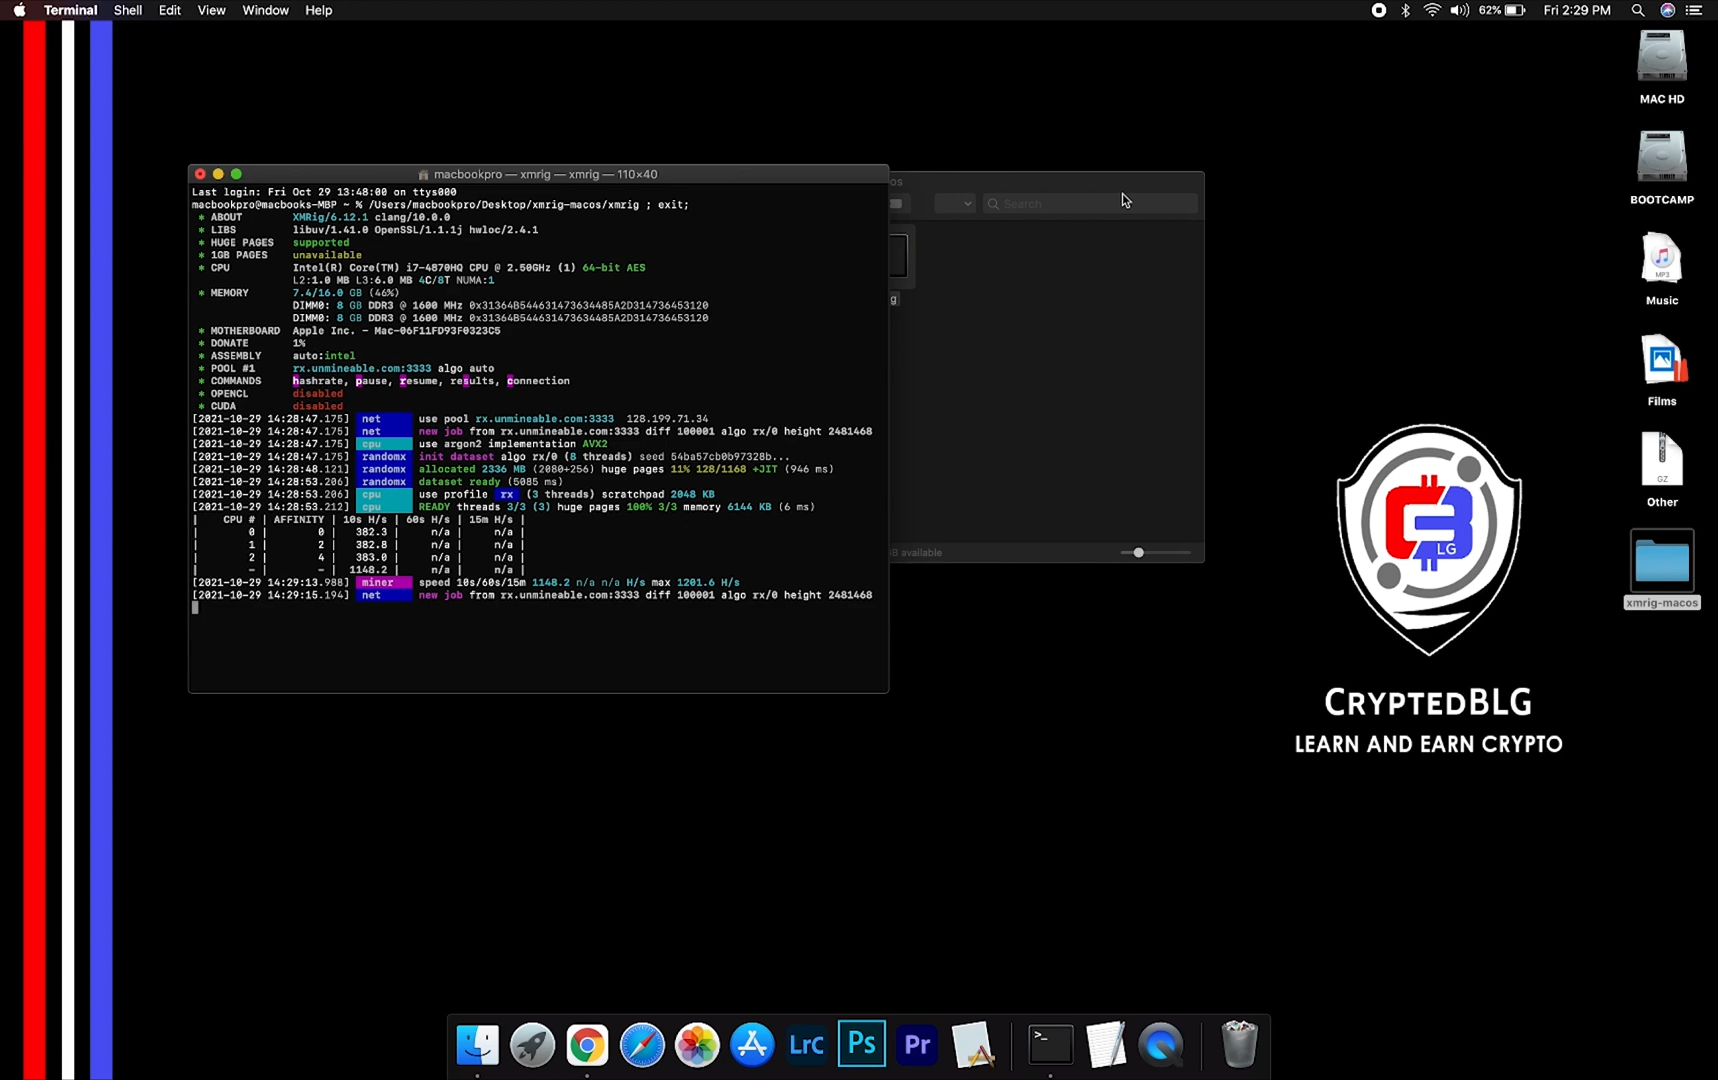 Terminal Shell Edit View Window Help 62% Fri 2:29 PM
MAC HD
BOOTCAMP
MP3
Music
Films
GZ
Other
xmrig-macos
macbookpro — xmrig — xmrig — 110×40
Last login: Fri Oct 29 13:48:00 on ttys000
macbookpro@macbooks-MBP ~ % /Users/macbookpro/Desktop/xmrig-macos/xmrig ; exit;
* ABOUT XMRig/6.12.1 clang/10.0.0
* LIBS libuv/1.41.0 OpenSSL/1.1.1j hwloc/2.4.1
* HUGE PAGES supported
* 1GB PAGES unavailable
* CPU Intel(R) Core(TM) i7-4870HQ CPU @ 2.50GHz (1) 64-bit AES
L2:1.0 MB L3:6.0 MB 4C/8T NUMA:1
* MEMORY 7.4/16.0 GB (46%)
DIMM0: 8 GB DDR3 @ 1600 MHz 0x31364B544631473634485A2D314736453120
DIMM0: 8 GB DDR3 @ 1600 MHz 0x31364B544631473634485A2D314736453120
* MOTHERBOARD Apple Inc. - Mac-06F11FD93F0323C5
* DONATE 1%
* ASSEMBLY auto:intel
* POOL #1 rx.unmineable.com:3333 algo auto
* COMMANDS hashrate, pause, resume, results, connection
* OPENCL disabled
* CUDA disabled
[2021-10-29 14:28:47.175] net use pool rx.unmineable.com:3333 128.199.71.34
[2021-10-29 14:28:47.175] net new job from rx.unmineable.com:3333 diff 100001 algo rx/0 height 2481468
[2021-10-29 14:28:47.175] cpu use argon2 implementation AVX2
[2021-10-29 14:28:47.175] randomx init dataset algo rx/0 (8 threads) seed 54ba57cb0b97328b...
[2021-10-29 14:28:48.121] randomx allocated 2336 MB (2080+256) huge pages 11% 128/1168 +JIT (946 ms)
[2021-10-29 14:28:53.206] randomx dataset ready (5085 ms)
[2021-10-29 14:28:53.206] cpu use profile rx (3 threads) scratchpad 2048 KB
[2021-10-29 14:28:53.212] cpu READY threads 3/3 (3) huge pages 100% 3/3 memory 6144 KB (6 ms)
| CPU # | AFFINITY | 10s H/s | 60s H/s | 15m H/s |
| 0 | 0 | 382.3 | n/a | n/a |
| 1 | 2 | 382.8 | n/a | n/a |
| 2 | 4 | 383.0 | n/a | n/a |
| - | - | 1148.2 | n/a | n/a |
[2021-10-29 14:29:13.988] miner speed 10s/60s/15m 1148.2 n/a n/a H/s max 1201.6 H/s
[2021-10-29 14:29:15.194] net new job from rx.unmineable.com:3333 diff 100001 algo rx/0 height 2481468
os
Search
g
B available
LG
CRYPTEDBLG
LEARN AND EARN CRYPTO
LrC Ps Pr >_